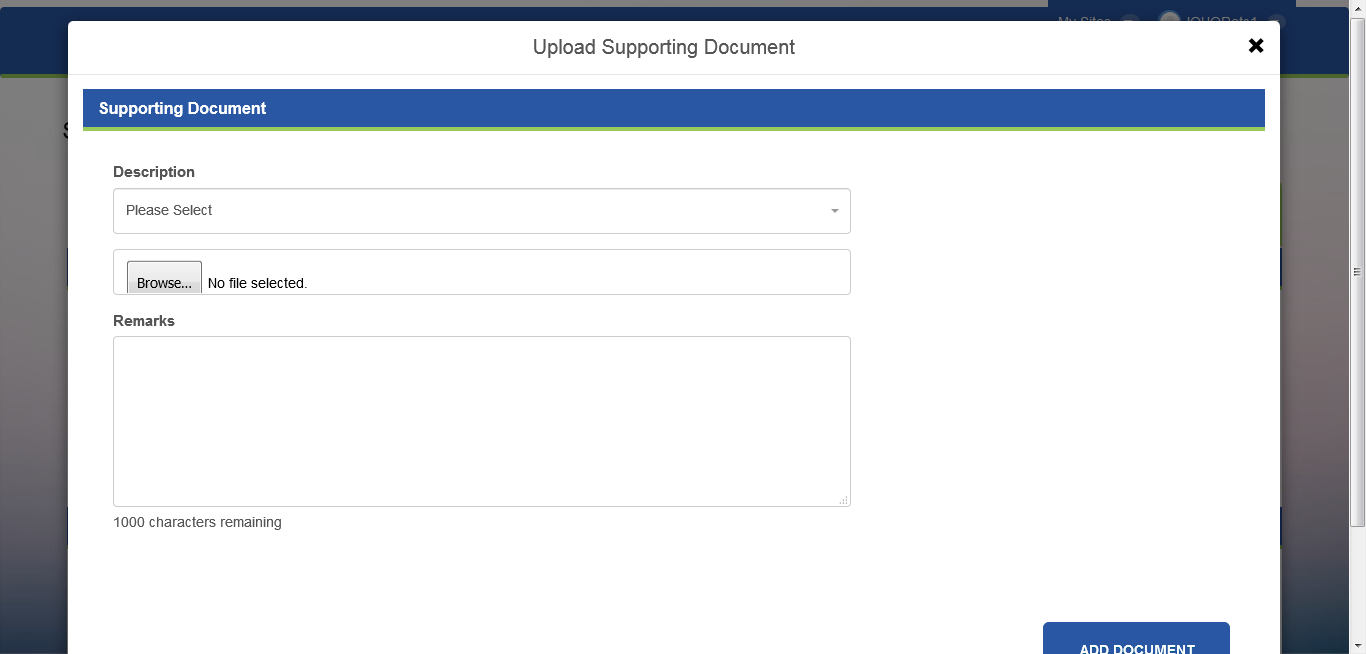 My Sites
Upload Supporting Document
Supporting Document
Description
Please Select
Browse... No file selected.
Remarks
1000 characters remaining
ADD DOCUMENT